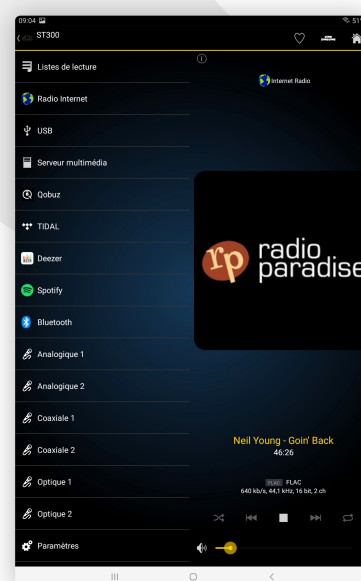 09:04
51%
ST300
Listes de lecture
Radio Internet
USB
Serveur multimédia
Qobuz
TIDAL
Deezer
Spotify
Bluetooth
Analogique 1
Analogique 2
Coaxiale 1
Coaxiale 2
Optique 1
Optique 2
Paramètres
Internet Radio
rp radio
paradise
Neil Young - Goin' Back
46:26
FLAC FLAC
640 kb/s, 44,1 kHz, 16 bit, 2 ch